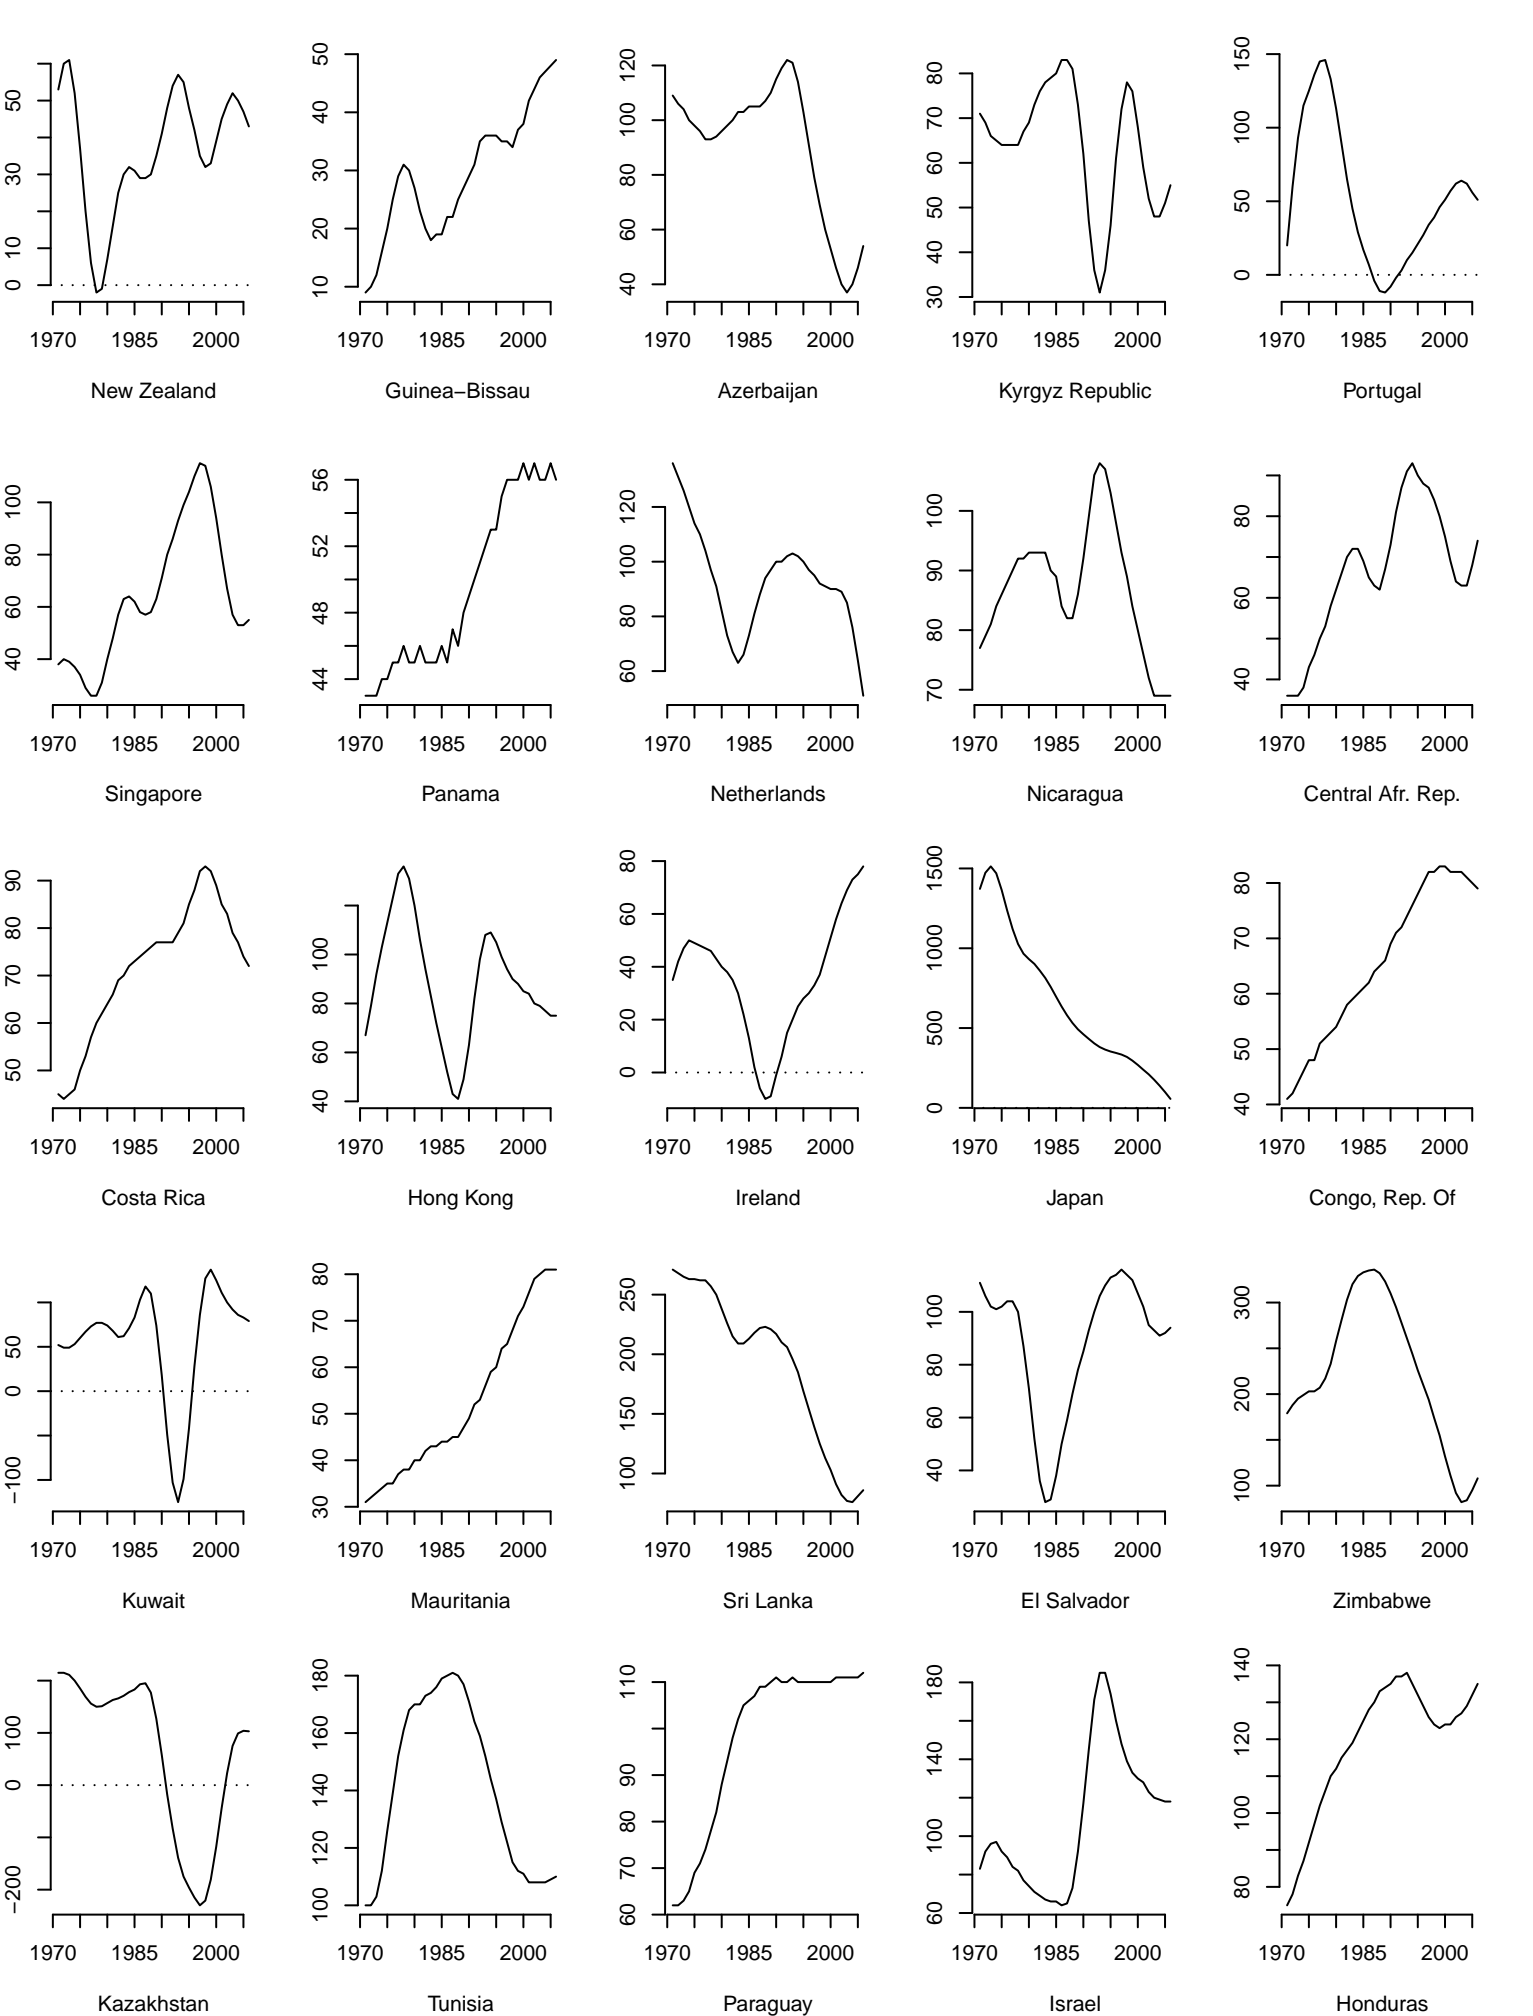 50
30
10
0
1970 1985 2000
New Zealand
50
40
30
20
10
1970 1985 2000
Guinea−Bissau
120
100
80
60
40
1970 1985 2000
Azerbaijan
80
70
60
50
40
30
1970 1985 2000
Kyrgyz Republic
150
100
50
0
1970 1985 2000
Portugal
100
80
60
40
1970 1985 2000
Singapore
56
52
48
44
1970 1985 2000
Panama
120
100
80
60
1970 1985 2000
Netherlands
100
90
80
70
1970 1985 2000
Nicaragua
80
60
40
1970 1985 2000
Central Afr. Rep.
90
80
70
60
50
1970 1985 2000
Costa Rica
100
80
60
40
1970 1985 2000
Hong Kong
80
60
40
20
0
1970 1985 2000
Ireland
1500
1000
500
0
1970 1985 2000
Japan
80
70
60
50
40
1970 1985 2000
Congo, Rep. Of
50
0
−100
1970 1985 2000
Kuwait
80
70
60
50
40
30
1970 1985 2000
Mauritania
250
200
150
100
1970 1985 2000
Sri Lanka
100
80
60
40
1970 1985 2000
El Salvador
300
200
100
1970 1985 2000
Zimbabwe
100
0
−200
1970 1985 2000
Kazakhstan
180
160
140
120
100
1970 1985 2000
Tunisia
110
90
80
70
60
1970 1985 2000
Paraguay
180
140
100
60
1970 1985 2000
Israel
140
120
100
80
1970 1985 2000
Honduras